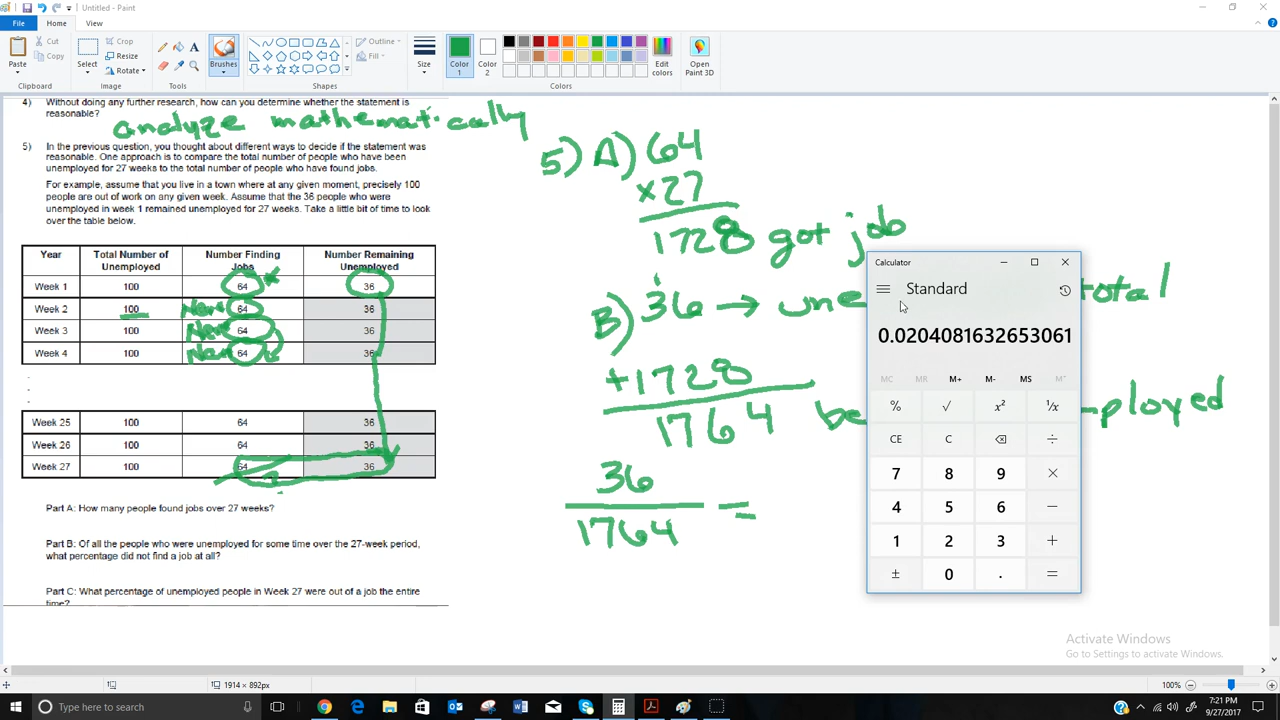 Untitled - Paint
File Home View
Paste
Cut
Copy
Clipboard
Select
Crop
Resize
Rotate
Image
Tools
Brushes
Shapes
Outline
Fill
Size
Color 1
Color 2
Edit colors
Colors
Open Paint 3D
4) Without doing any further research, how can you determine whether the statement is
reasonable?
analyze mathematically
5) In the previous question, you thought about different ways to decide if the statement was
reasonable. One approach is to compare the total number of people who have been
unemployed for 27 weeks to the total number of people who have found jobs.
For example, assume that you live in a town where at any given moment, precisely 100
people are out of work on any given week. Assume that the 36 people who were
unemployed in week 1 remained unemployed for 27 weeks. Take a little bit of time to look
over the table below.
Year Total Number of Unemployed Number Finding Jobs Number Remaining Unemployed
Week 1 100 64 36
Week 2 100 New 64 36
Week 3 100 New 64 36
Week 4 100 New 64 36
Week 25 100 64 36
Week 26 100 64 36
Week 27 100 64 36
Part A: How many people found jobs over 27 weeks?
Part B: Of all the people who were unemployed for some time over the 27-week period,
what percentage did not find a job at all?
Part C: What percentage of unemployed people in Week 27 were out of a job the entire
time?
5) A) 64
×27
1728 got job
B) 36 → total
+1728
1764
36
1764 =
Calculator
Standard
0.0204081632653061
MC MR M+ M- MS
% √ x² ¹/x
CE C ÷
7 8 9 ×
4 5 6 −
1 2 3 +
± 0 . =
Activate Windows
Go to Settings to activate Windows.
1914 × 892px
100%
Type here to search
7:21 PM
9/27/2017